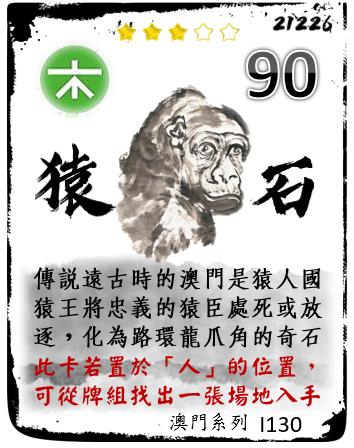 21226
木
90
猿 石
傳說遠古時的澳門是猿人國
猿王將忠義的猿臣處死或放
逐，化為路環龍爪角的奇石
此卡若置於「人」的位置，
可從牌組找出一張場地入手
澳門系列 I130